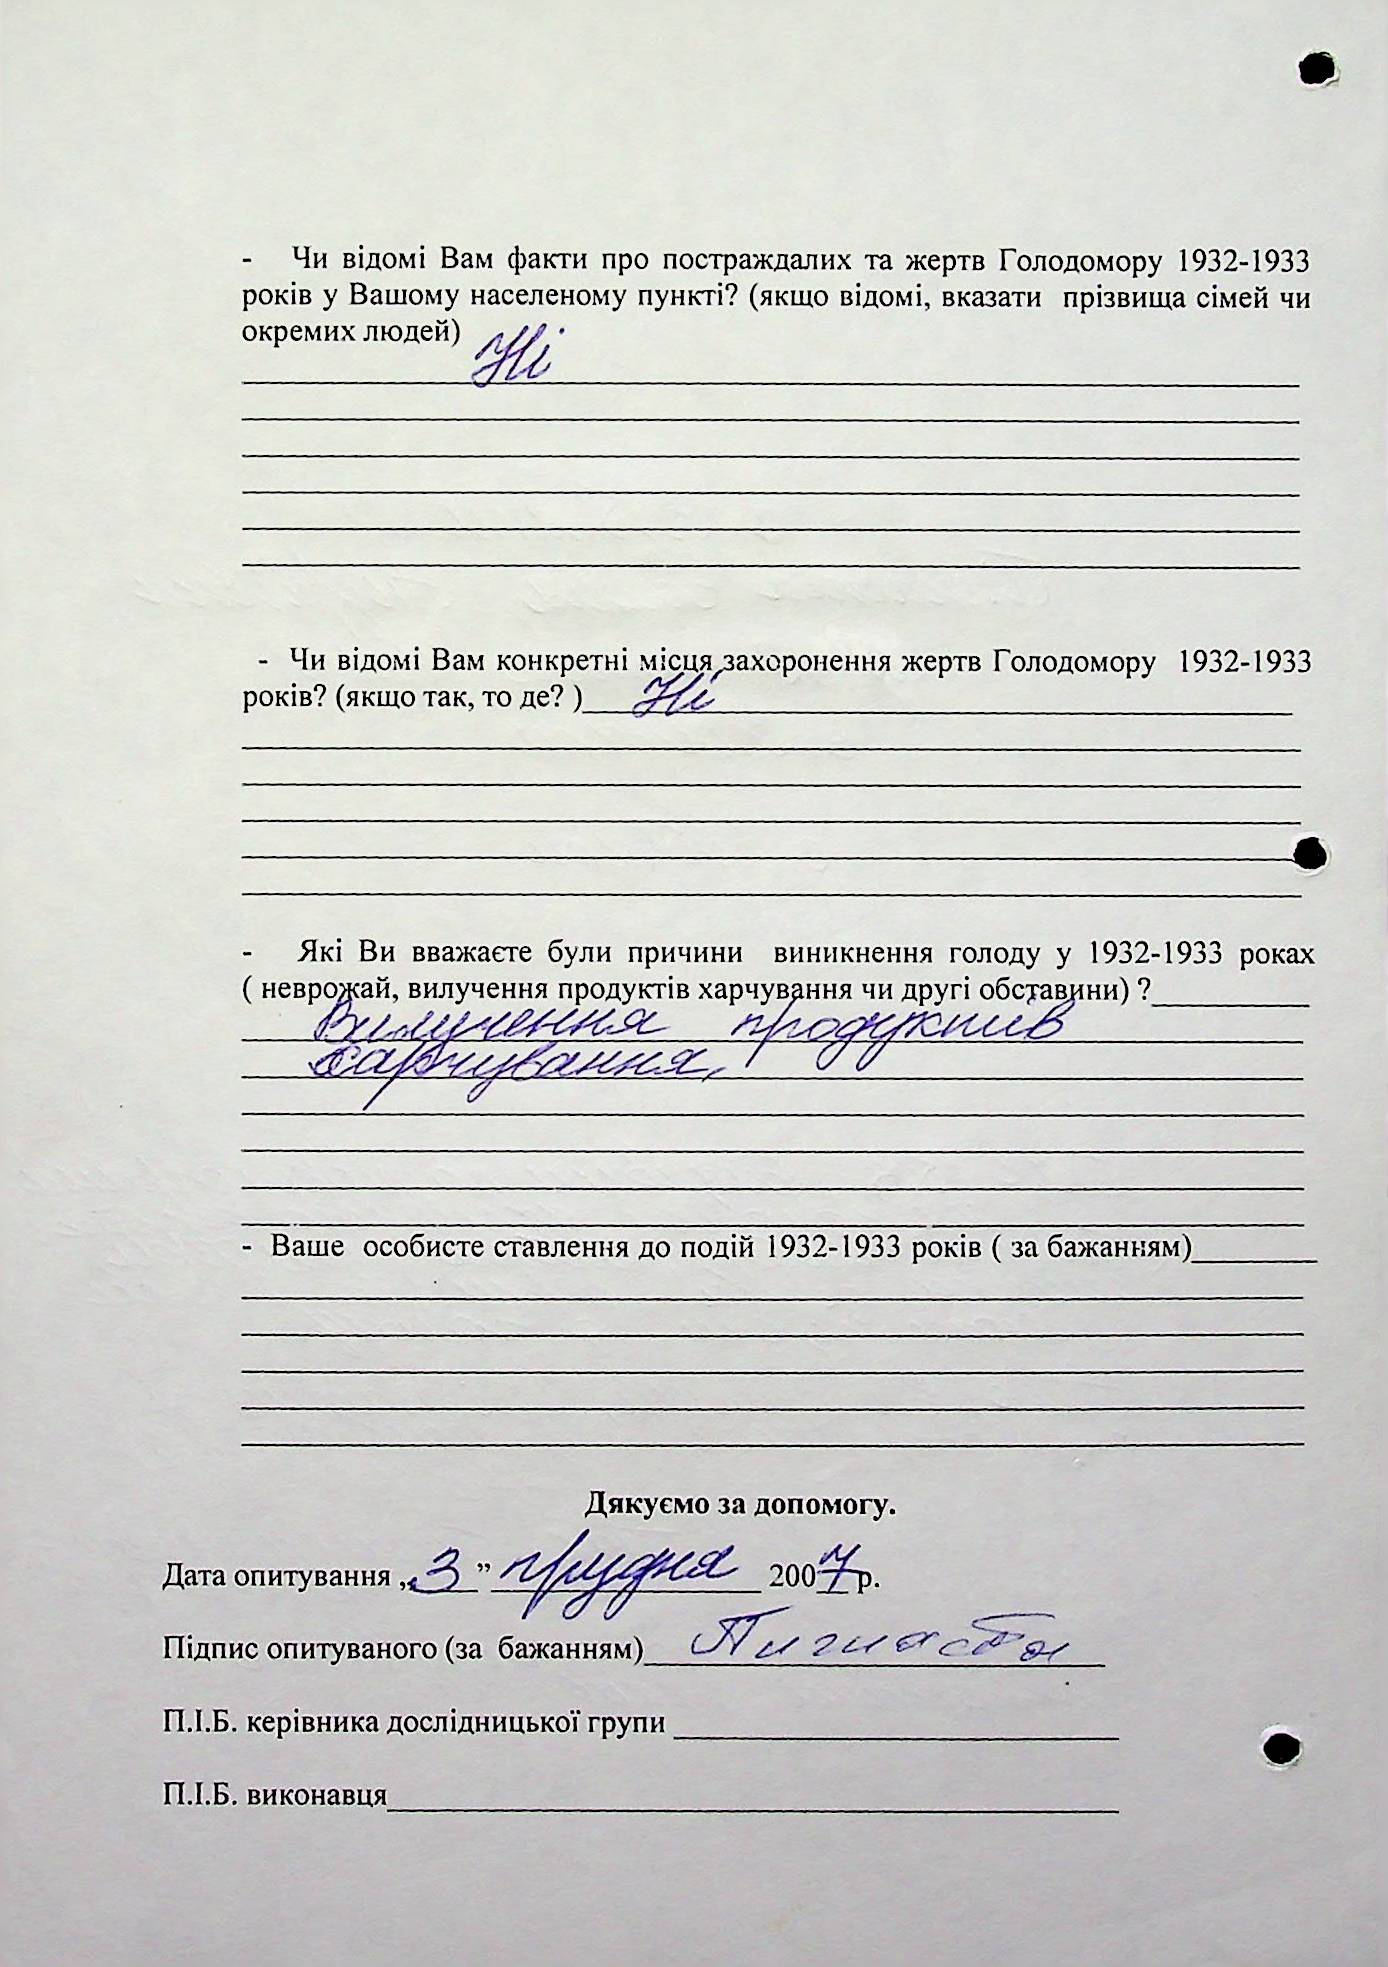 - Чи відомі Вам факти про постраждалих та жертв Голодомору 1932-1933
років у Вашому населеному пункті? (якщо відомі, вказати прізвища сімей чи
окремих людей)
Ні
- Чи відомі Вам конкретні місця захоронення жертв Голодомору 1932-1933
років? (якщо так, то де? ) Ні
- Які Ви вважаєте були причини виникнення голоду у 1932-1933 роках
( неврожай, вилучення продуктів харчування чи другі обставини) ?
Вилучення продуктів
харчування,
- Ваше особисте ставлення до подій 1932-1933 років ( за бажанням)
Дякуємо за допомогу.
Дата опитування „3” грудня 2007 р.
Підпис опитуваного (за бажанням)
П.І.Б. керівника дослідницької групи
П.І.Б. виконавця